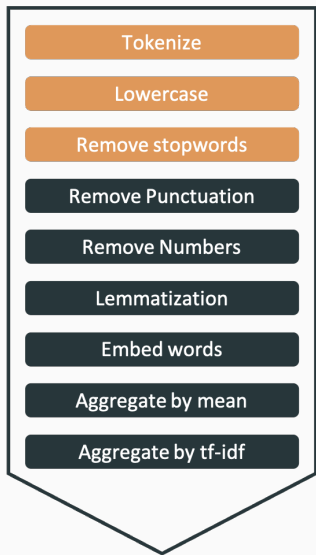 Tokenize
Lowercase
Remove stopwords
Remove Punctuation
Remove Numbers
Lemmatization
Embed words
Aggregate by mean
Aggregate by tf-idf